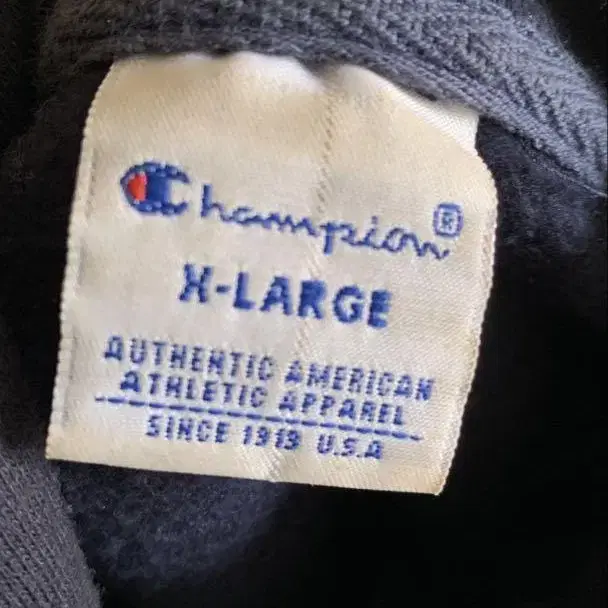 Champion®
X-LARGE
AUTHENTIC AMERICAN
ATHLETIC APPAREL
SINCE 1919 U.S.A